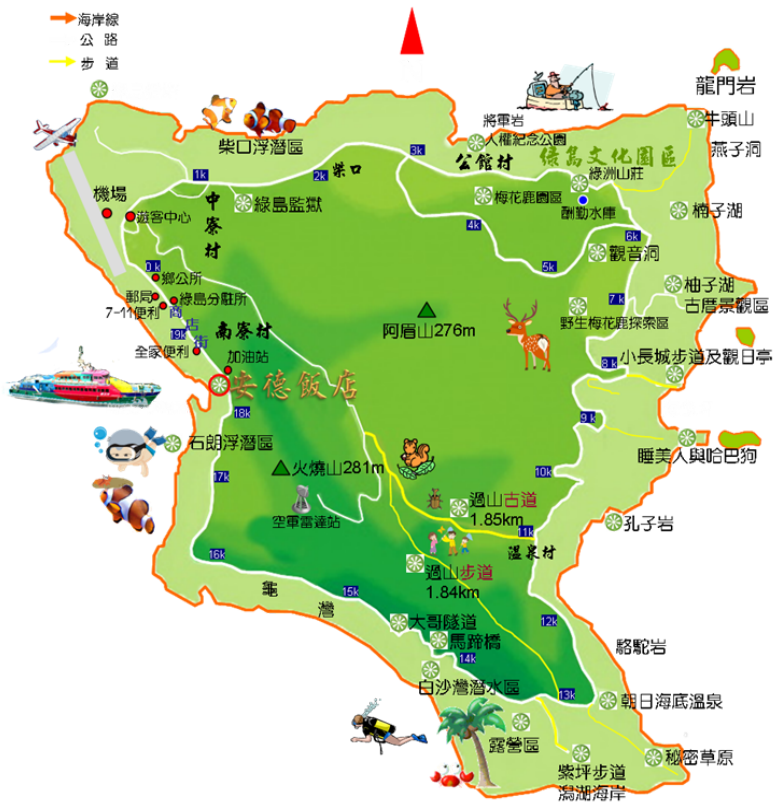 海岸線
公路
步道
龍門岩
將軍岩
人權紀念公園
牛頭山
柴口浮潛區
公館村
綠島文化園區
燕子洞
3k
柴口
2k
1k
綠洲山莊
機場
中寮村
綠島監獄
梅花鹿園區
酬勤水庫
楠子湖
遊客中心
4k
6k
觀音洞
5k
0k
鄉公所
柚子湖
古厝景觀區
郵局
綠島分駐所
7-11便利
商店街
7k
野生梅花鹿探索區
19k
南寮村
阿眉山276m
全家便利
加油站
8k
小長城步道及觀日亭
安德飯店
18k
9k
石朗浮潛區
睡美人與哈巴狗
17k
火燒山281m
10k
空軍雷達站
過山古道
1.85km
11k
孔子岩
溫泉村
16k
過山步道
1.84km
龜灣
15k
大哥隧道
12k
馬蹄橋
駱駝岩
14k
白沙灣潛水區
13k
朝日海底溫泉
露營區
紫坪步道
潟湖海岸
秘密草原